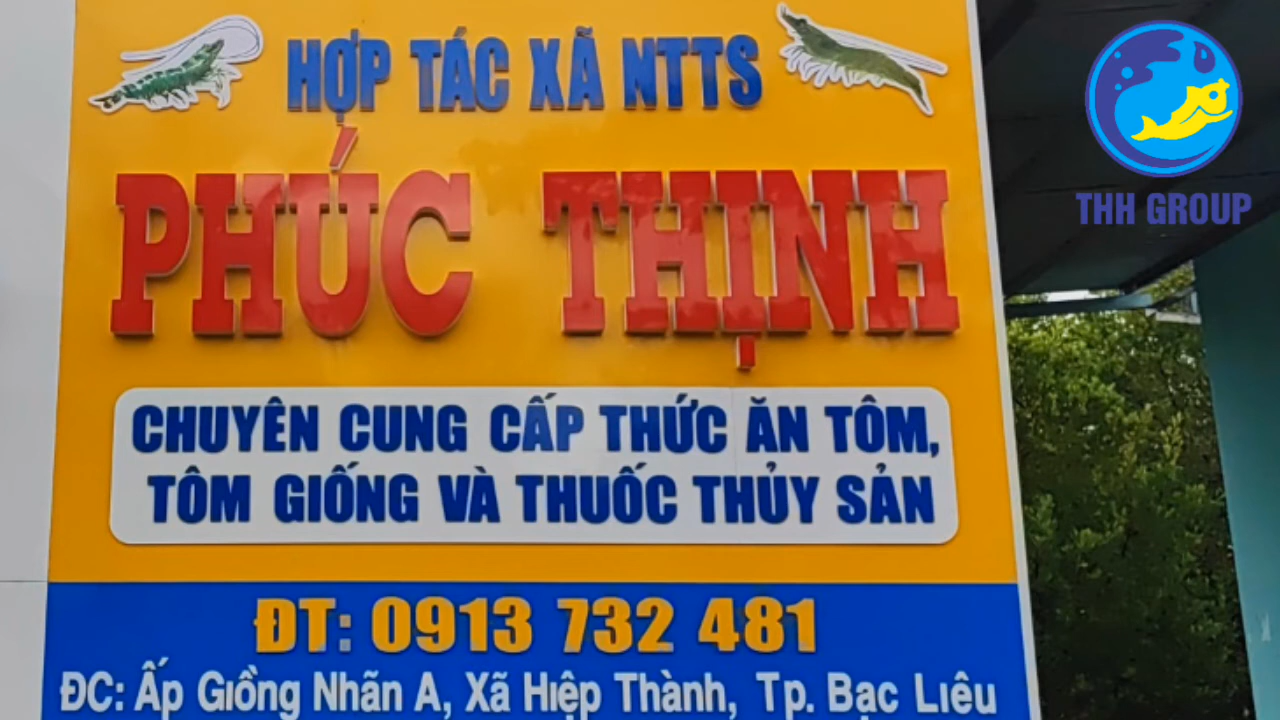 HỢP TÁC XÃ NTTS
PHÚC THỊNH
CHUYÊN CUNG CẤP THỨC ĂN TÔM,
TÔM GIỐNG VÀ THUỐC THỦY SẢN
ĐT: 0913 732 481
ĐC: Ấp Giồng Nhãn A, Xã Hiệp Thành, Tp. Bạc Liêu
THH GROUP